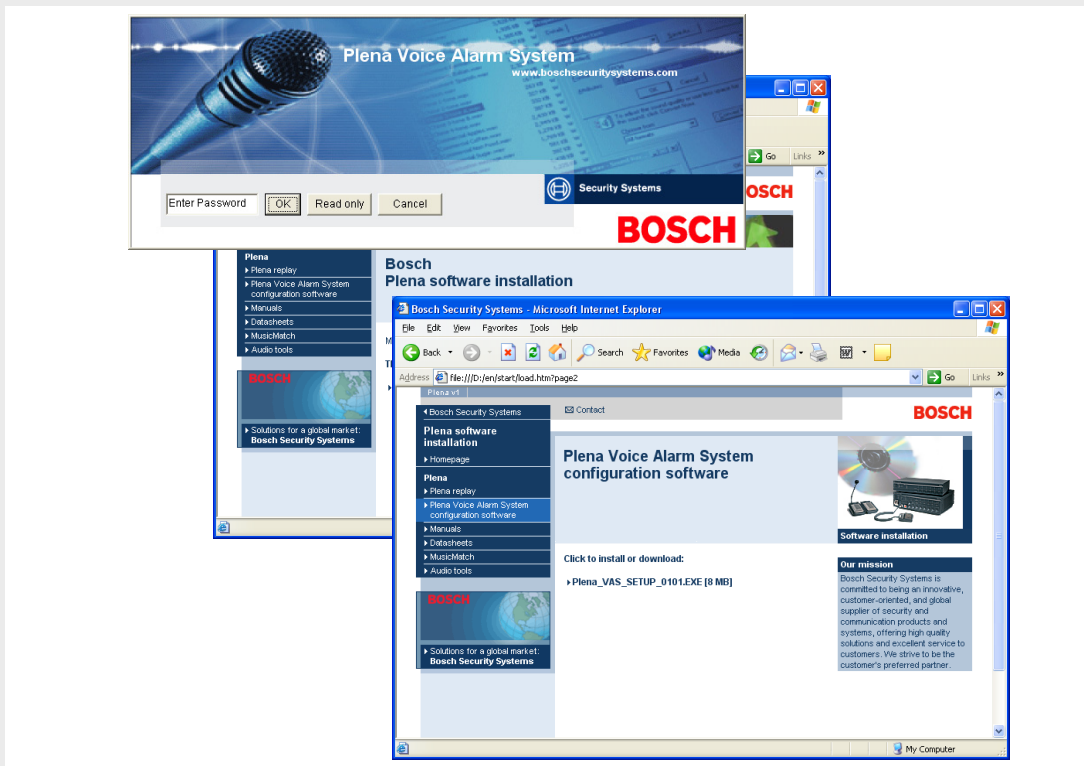 Plena Voice Alarm System
www.boschsecuritysystems.com
Security Systems
Enter Password
OK
Read only
Cancel
BOSCH
Go
Links »
OSCH
Plena
Plena replay
Plena Voice Alarm System
configuration software
Manuals
Datasheets
MusicMatch
Audio tools
BOSCH
Solutions for a global market:
Bosch Security Systems
Bosch
Plena software installation
M
Bosch Security Systems - Microsoft Internet Explorer
File Edit View Favorites Tools Help
Back Search Favorites Media
Address file:///D:/en/start/load.htm?page2 Go Links »
Plena v1
Bosch Security Systems
Contact
BOSCH
Plena software
installation
Homepage
Plena
Plena replay
Plena Voice Alarm System
configuration software
Manuals
Datasheets
MusicMatch
Audio tools
BOSCH
Solutions for a global market:
Bosch Security Systems
Plena Voice Alarm System
configuration software
Click to install or download:
Plena_VAS_SETUP_0101.EXE [8 MB]
Software installation
Our mission
Bosch Security Systems is
committed to being an innovative,
customer-oriented, and global
supplier of security and
communication products and
systems, offering high quality
solutions and excellent service to
customers. We strive to be the
customer's preferred partner.
My Computer